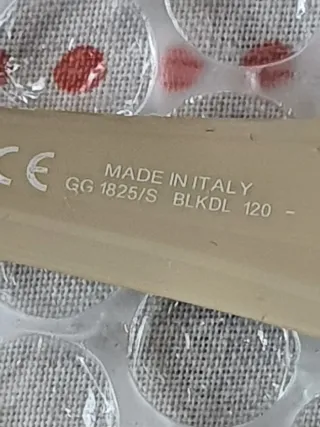 CE
MADE IN ITALY
GG 1825/S BLKDL 120 -